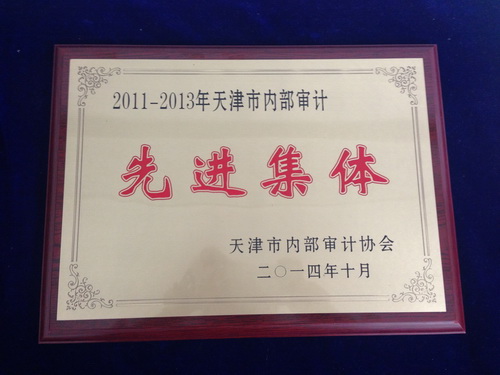 2011-2013年天津市内部审计
先进集体
天津市内部审计协会
二〇一四年十月